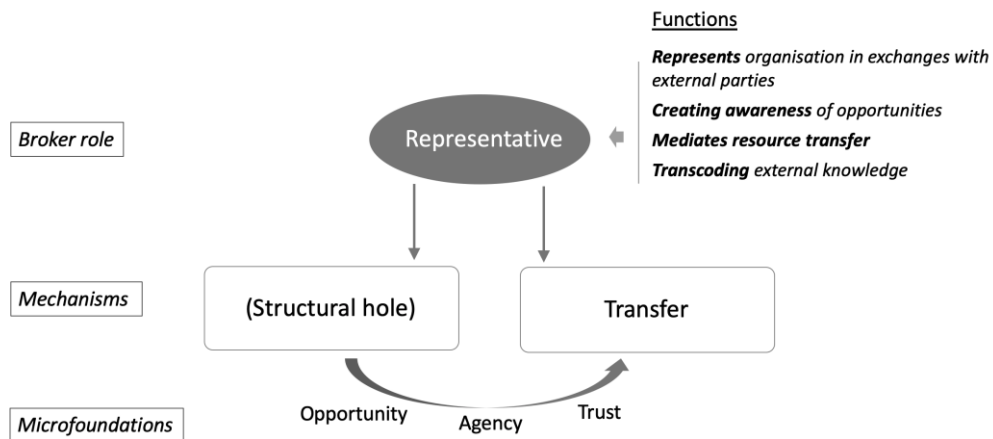 Functions
Represents organisation in exchanges with
external parties
Creating awareness of opportunities
Mediates resource transfer
Transcoding external knowledge
Broker role
Representative
Mechanisms
(Structural hole)
Transfer
Microfoundations
Opportunity
Agency
Trust